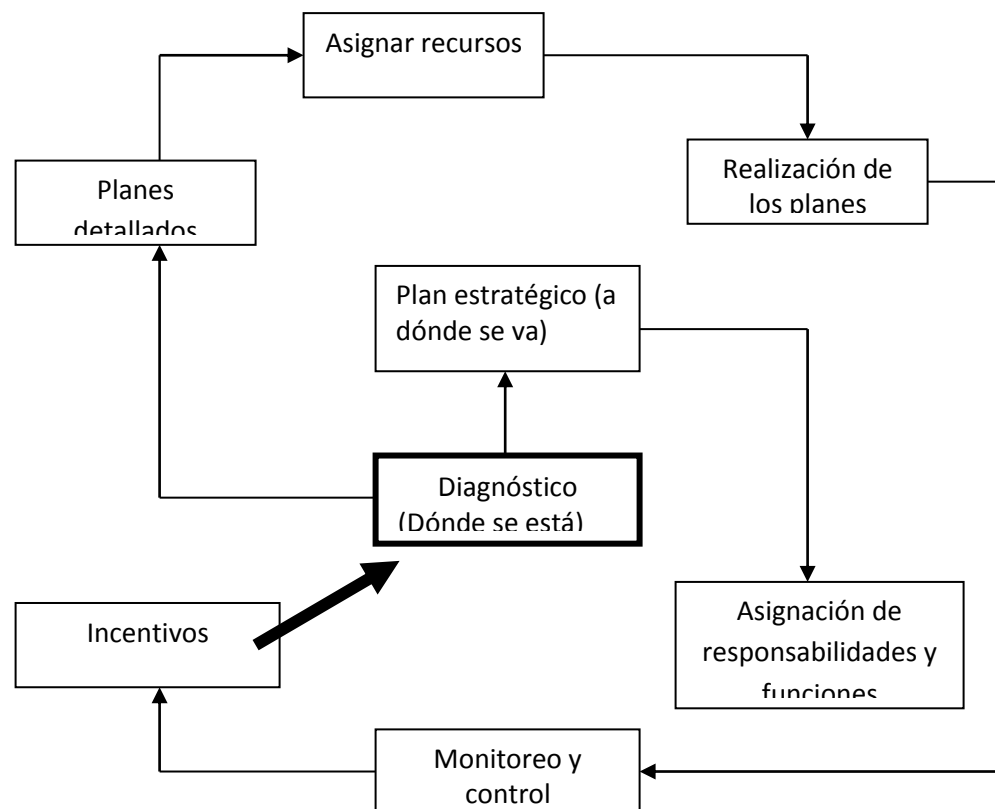 Asignar recursos
Realización de
los planes
Planes
detallados
Plan estratégico (a
dónde se va)
Diagnóstico
(Dónde se está)
Incentivos
Asignación de
responsabilidades y
funciones
Monitoreo y
control